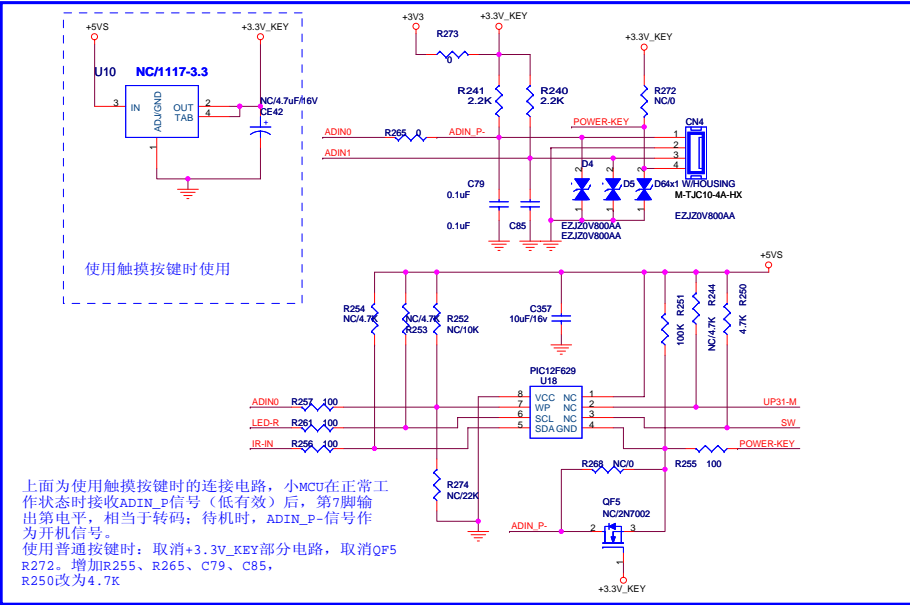 +5VS
+3.3V_KEY
U10
NC/1117-3.3
3
IN
ADJ/GND
OUT
TAB
2
4
1
NC/4.7uF/16V
CE42
+
使用触摸按键时使用
+3V3
+3.3V_KEY
R273
0
+3.3V_KEY
R241
2.2K
R240
2.2K
R272
NC/0
POWER-KEY
CN4
ADIN0
R265
0
ADIN_P-
1
2
3
4
ADIN1
D4
D5
D6
4x1 W/HOUSING
M-TJC10-4A-HX
C79
0.1uF
0.1uF
C85
2
2
2
1
1
1
EZJZ0V800AA
EZJZ0V800AA
EZJZ0V800AA
+5VS
R254
NC/4.7K
NC/4.7K
R253
R252
NC/10K
C357
10uF/16v
R251
100K
R244
NC/4.7K
R250
4.7K
PIC12F629
U18
8
7
6
5
VCC
WP
SCL
SDA
NC
NC
NC
GND
1
2
3
4
ADIN0
R257
100
LED-R
R261
100
IR-IN
R256
100
UP31-M
SW
POWER-KEY
R268
NC/0
R255
100
R274
NC/22K
QF5
NC/2N7002
ADIN_P-
2
3
1
+3.3V_KEY
上面为使用触摸按键时的连接电路，小MCU在正常工
作状态时接收ADIN_P信号（低有效）后，第7脚输
出第电平，相当于转码；待机时，ADIN_P-信号作
为开机信号。
使用普通按键时：取消+3.3V_KEY部分电路，取消QF5
R272。增加R255、R265、C79、C85，
R250改为4.7K